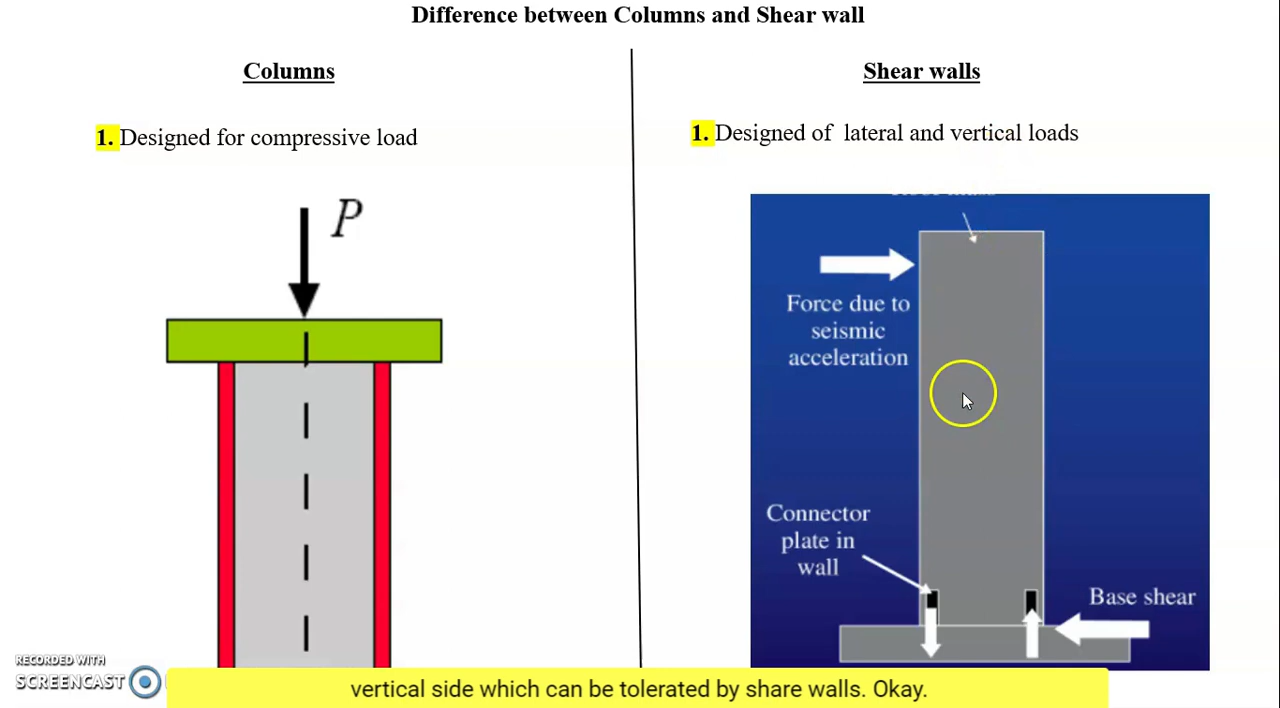 Difference between Columns and Shear wall
Columns
1. Designed for compressive load
P
Shear walls
1. Designed of lateral and vertical loads
Force due to
seismic
acceleration
Connector
plate in
wall
Base shear
RECORDED WITH
SCREENCAST
vertical side which can be tolerated by share walls. Okay.